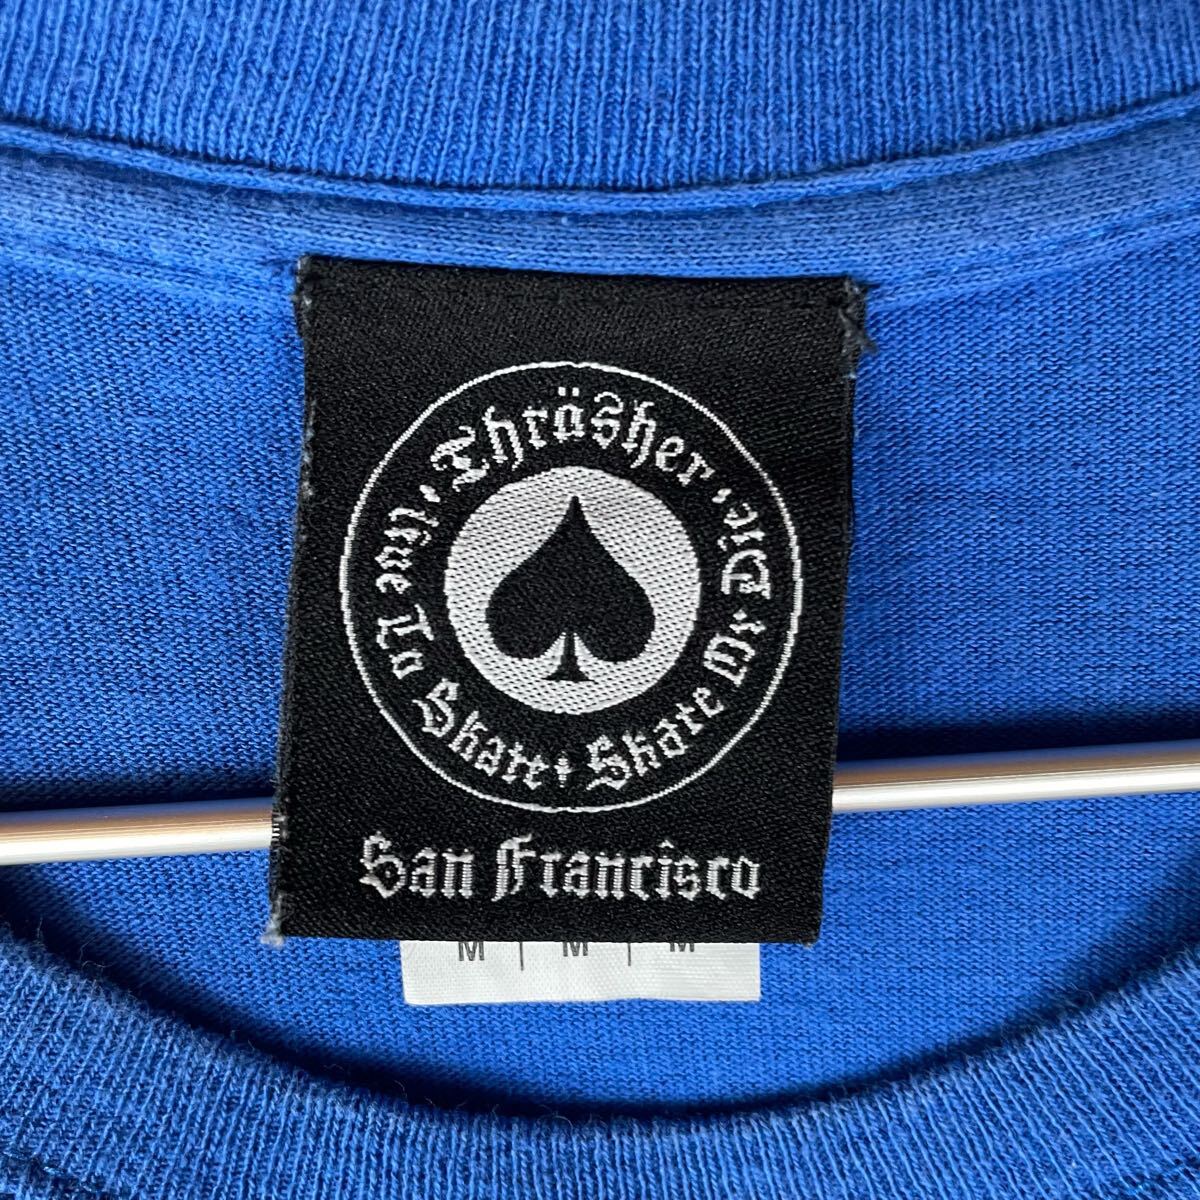 Thräsher
· Live To Skate + Skate Or Die ·
San Francisco
M | M | M